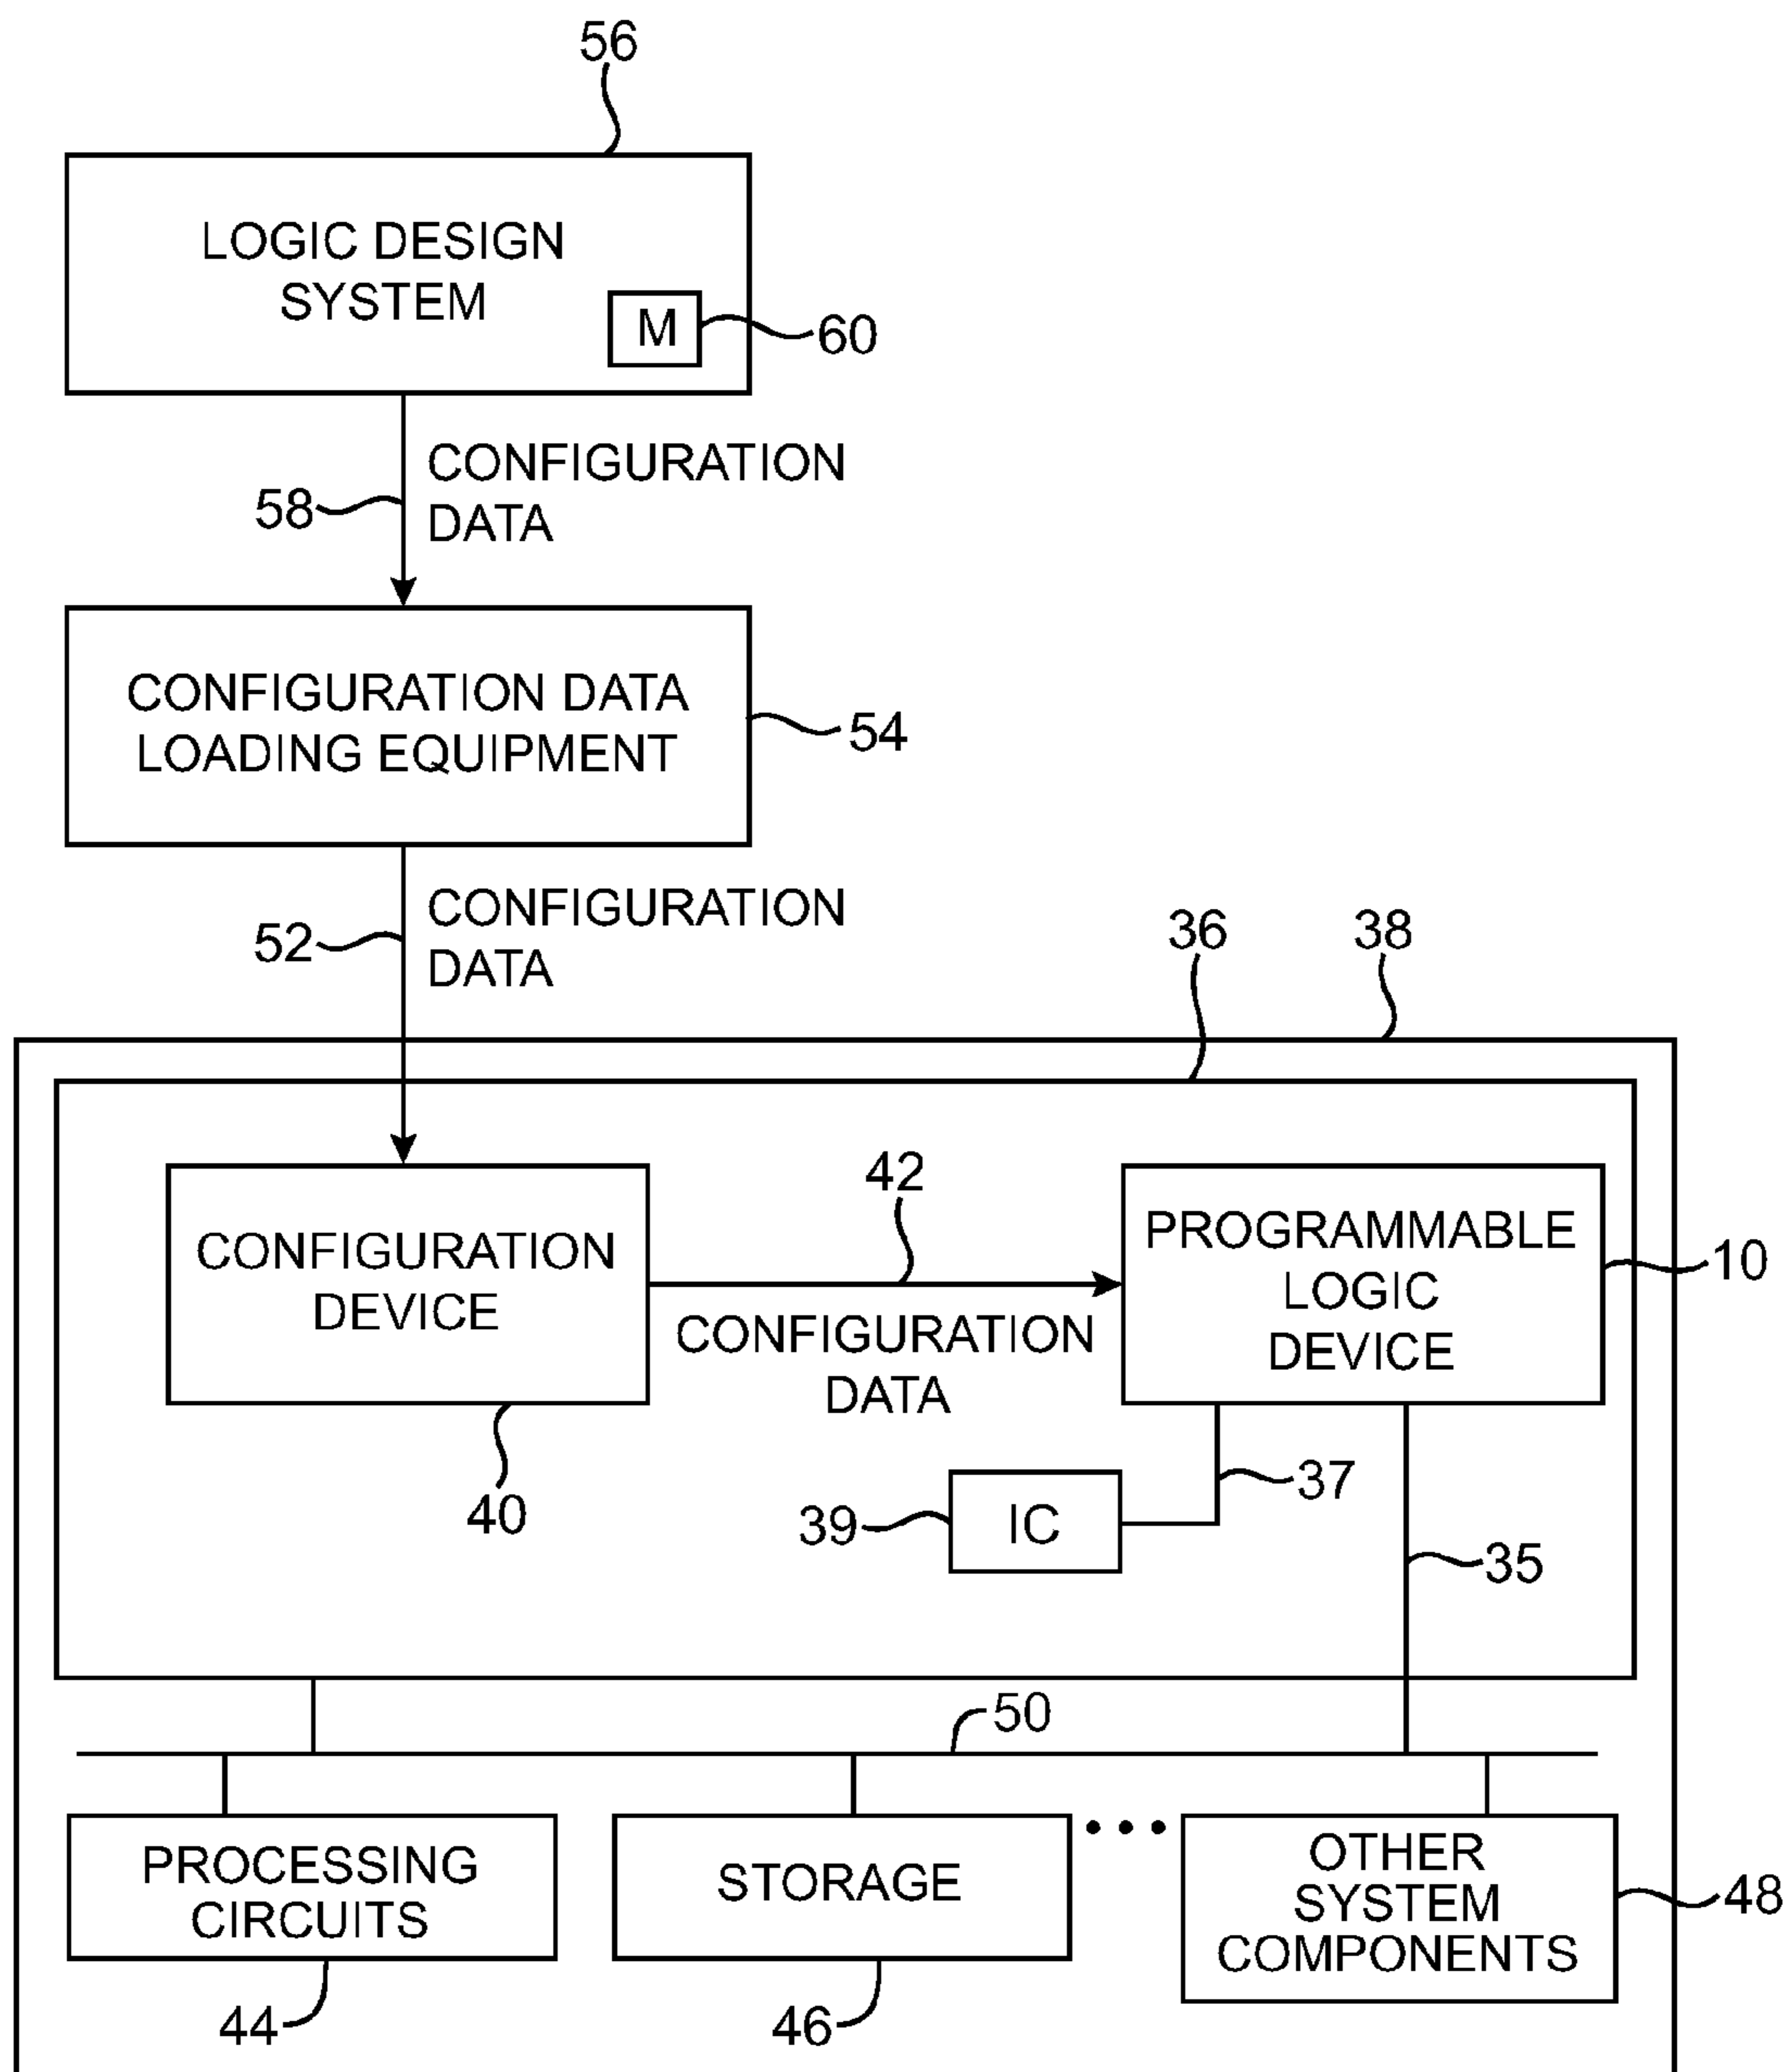 56
LOGIC DESIGN
SYSTEM
M
60
58
CONFIGURATION
DATA
CONFIGURATION DATA
LOADING EQUIPMENT
54
52
CONFIGURATION
DATA
36
38
CONFIGURATION
DEVICE
40
42
CONFIGURATION
DATA
PROGRAMMABLE
LOGIC
DEVICE
10
37
39
IC
35
50
PROCESSING
CIRCUITS
44
STORAGE
46
OTHER
SYSTEM
COMPONENTS
48